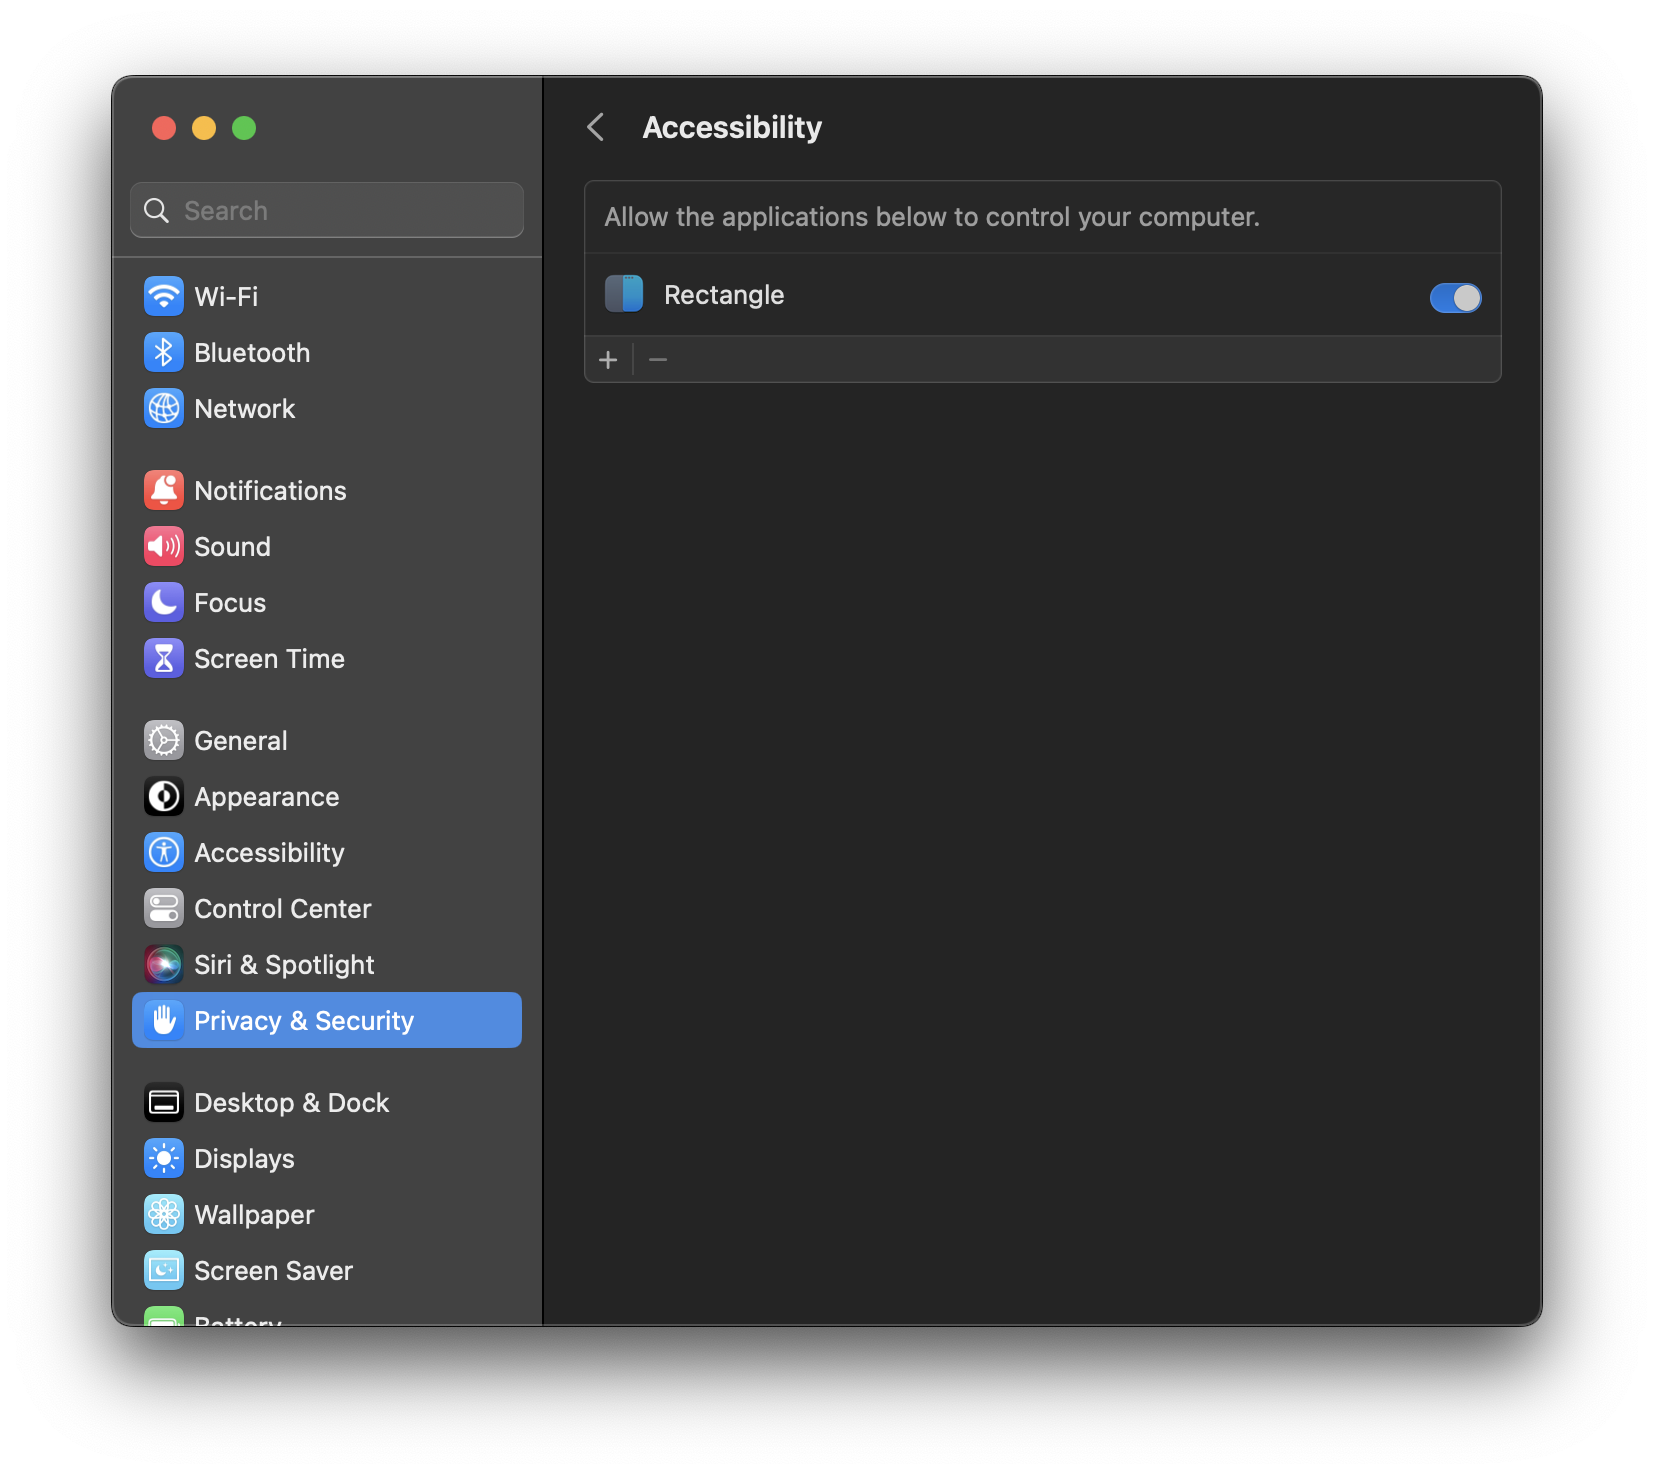 Search
Wi-Fi
Bluetooth
Network
Notifications
Sound
Focus
Screen Time
General
Appearance
Accessibility
Control Center
Siri & Spotlight
Privacy & Security
Desktop & Dock
Displays
Wallpaper
Screen Saver
Battery
Accessibility
Allow the applications below to control your computer.
Rectangle